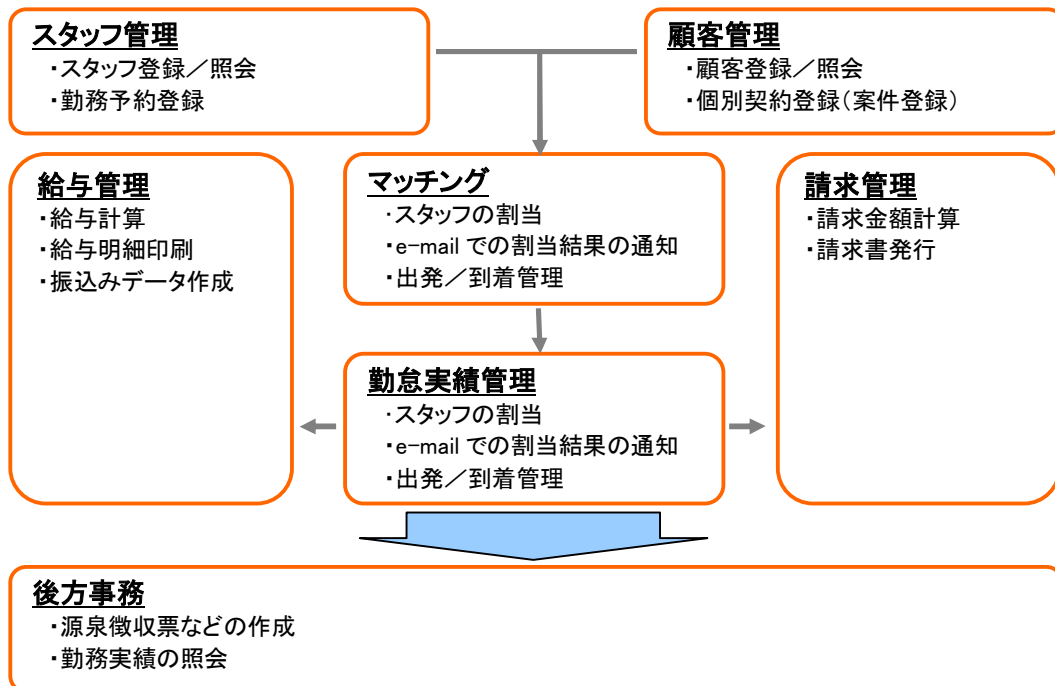 スタッフ管理
・スタッフ登録／照会
・勤務予約登録
顧客管理
・顧客登録／照会
・個別契約登録（案件登録）
給与管理
・給与計算
・給与明細印刷
・振込みデータ作成
マッチング
・スタッフの割当
・e-mail での割当結果の通知
・出発／到着管理
請求管理
・請求金額計算
・請求書発行
勤怠実績管理
・スタッフの割当
・e-mail での割当結果の通知
・出発／到着管理
後方事務
・源泉徴収票などの作成
・勤務実績の照会